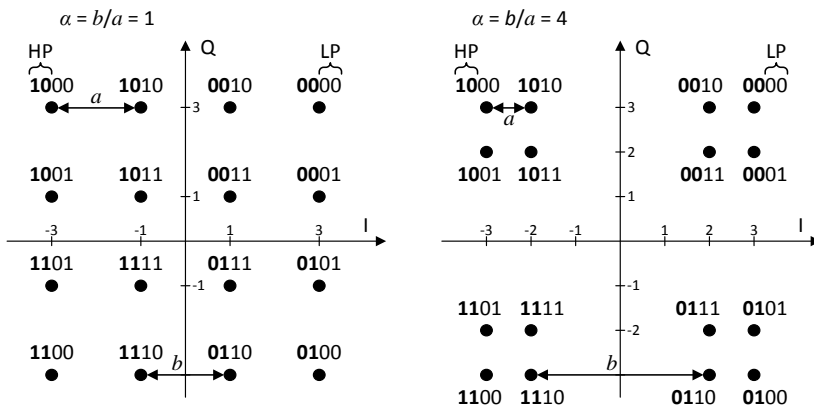 α = b/a = 1
Q
HP
LP
1000 1010 0010 0000
a
3
1001 1011 0011 0001
1
I
-3 -1 1 3
1101 1111 0111 0101
-1
1100 1110 0110 0100
b
α = b/a = 4
Q
HP
LP
1000 1010 0010 0000
3
a
2
1001 1011 0011 0001
1
I
-3 -2 -1 1 2 3
-1
1101 1111 0111 0101
-2
b
1100 1110 0110 0100